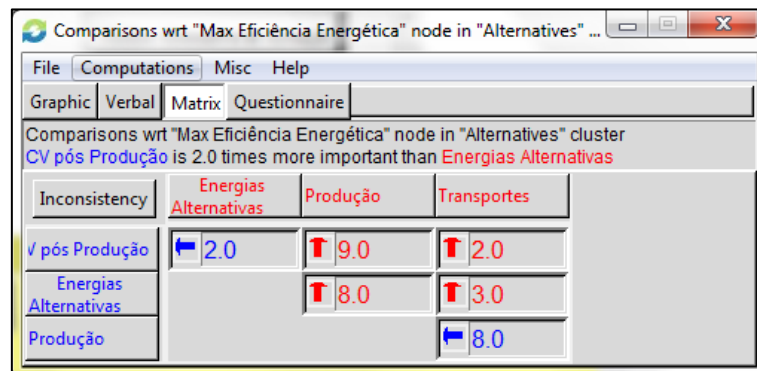 Comparisons wrt "Max Eficiência Energética" node in "Alternatives" ...
File Computations Misc Help
Graphic Verbal Matrix Questionnaire
Comparisons wrt "Max Eficiência Energética" node in "Alternatives" cluster
CV pós Produção is 2.0 times more important than Energias Alternativas
Inconsistency Energias Alternativas Produção Transportes
V pós Produção 2.0 9.0 2.0
Energias Alternativas 8.0 3.0
Produção 8.0